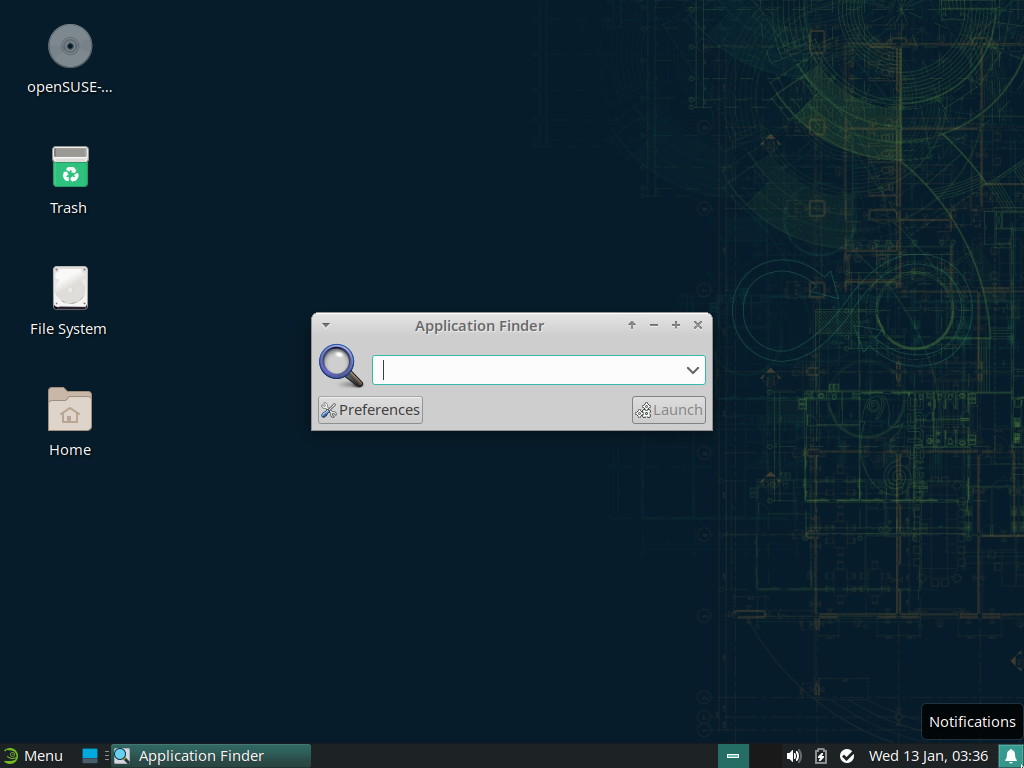 openSUSE-...
Trash
File System
Home
Application Finder
Preferences
Launch
Notifications
Menu
Application Finder
Wed 13 Jan, 03:36